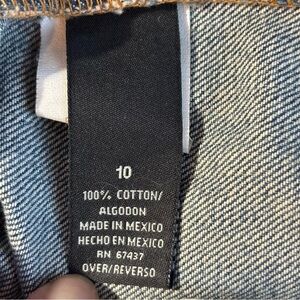 10
100% COTTON/
ALGODON
MADE IN MEXICO
HECHO EN MEXICO
RN 67437
OVER/REVERSO